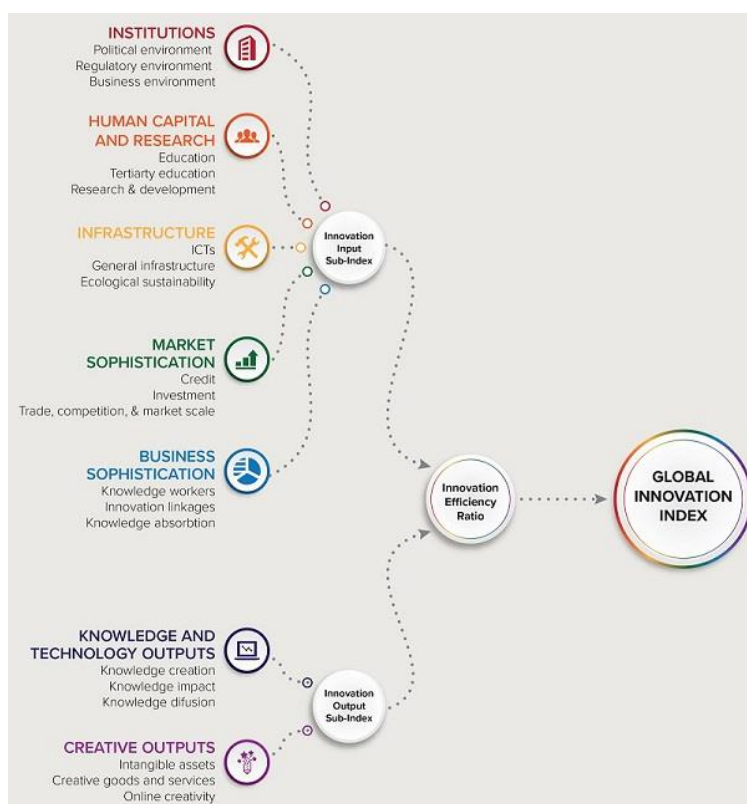 INSTITUTIONS
Political environment
Regulatory environment
Business environment
HUMAN CAPITAL
AND RESEARCH
Education
Tertiarty education
Research & development
INFRASTRUCTURE
ICTs
General infrastructure
Ecological sustainability
MARKET
SOPHISTICATION
Credit
Investment
Trade, competition, & market scale
BUSINESS
SOPHISTICATION
Knowledge workers
Innovation linkages
Knowledge absorbtion
KNOWLEDGE AND
TECHNOLOGY OUTPUTS
Knowledge creation
Knowledge impact
Knowledge difusion
CREATIVE OUTPUTS
Intangible assets
Creative goods and services
Online creativity
Innovation
Input
Sub-Index
Innovation
Output
Sub-Index
Innovation
Efficiency
Ratio
GLOBAL
INNOVATION
INDEX